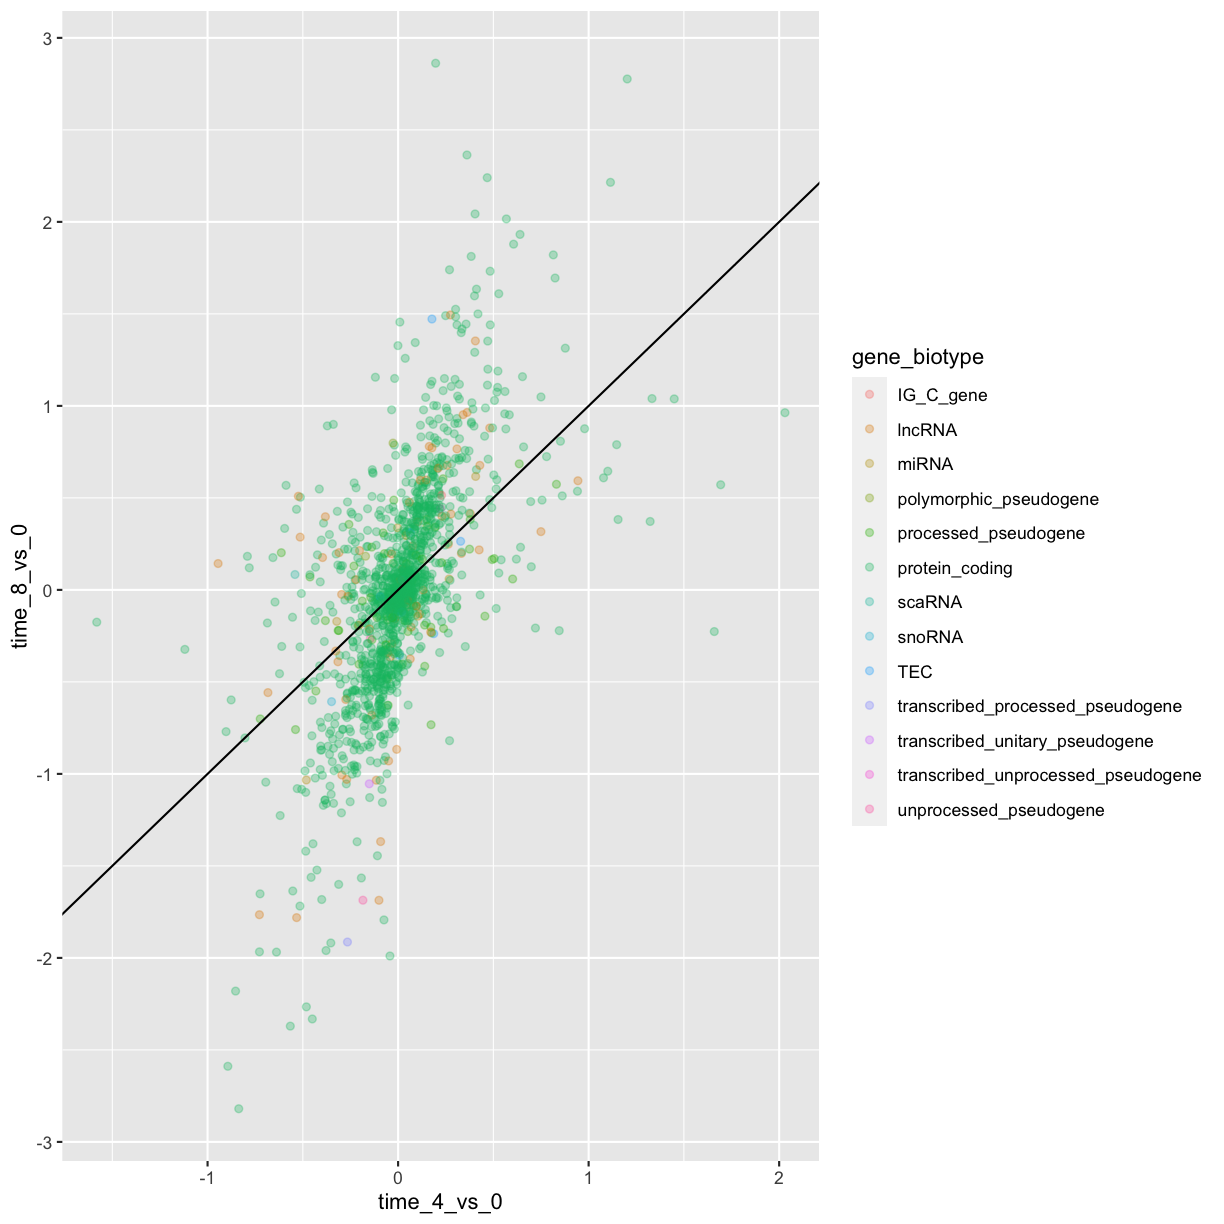 3
2
1
0
-1
-2
-3
time_8_vs_0
-1
0
1
2
time_4_vs_0
gene_biotype
IG_C_gene
lncRNA
miRNA
polymorphic_pseudogene
processed_pseudogene
protein_coding
scaRNA
snoRNA
TEC
transcribed_processed_pseudogene
transcribed_unitary_pseudogene
transcribed_unprocessed_pseudogene
unprocessed_pseudogene